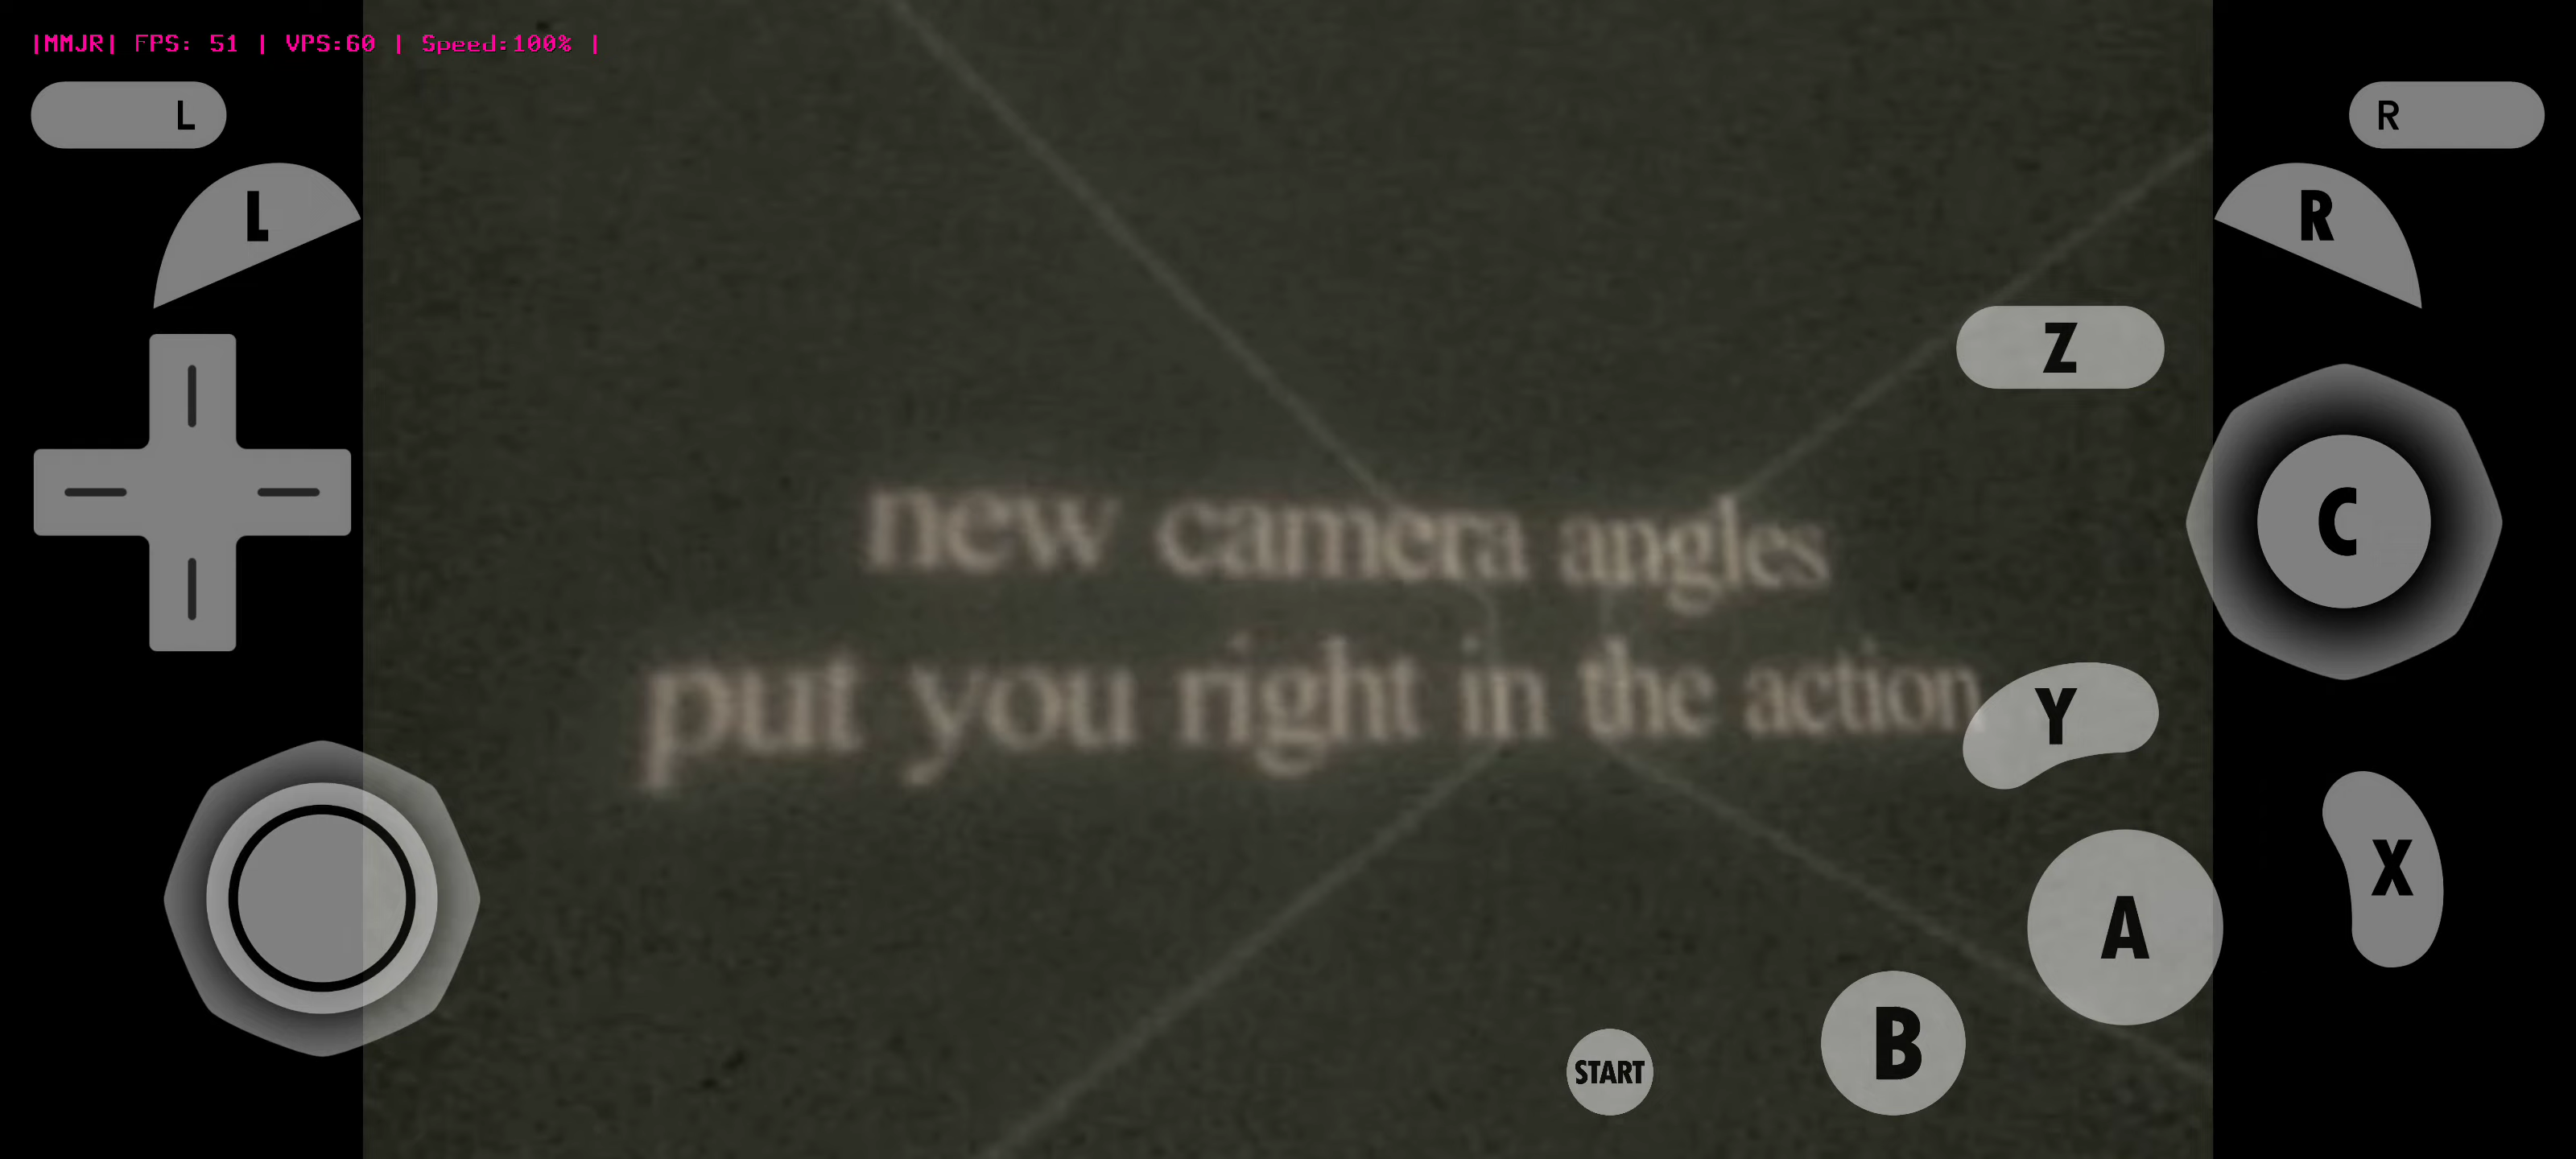 |MMJR| FPS: 51 | VPS:60 | Speed:100% |
L R
L R
Z
C
new camera angles
put you right in the action
Y
X
A
B
START